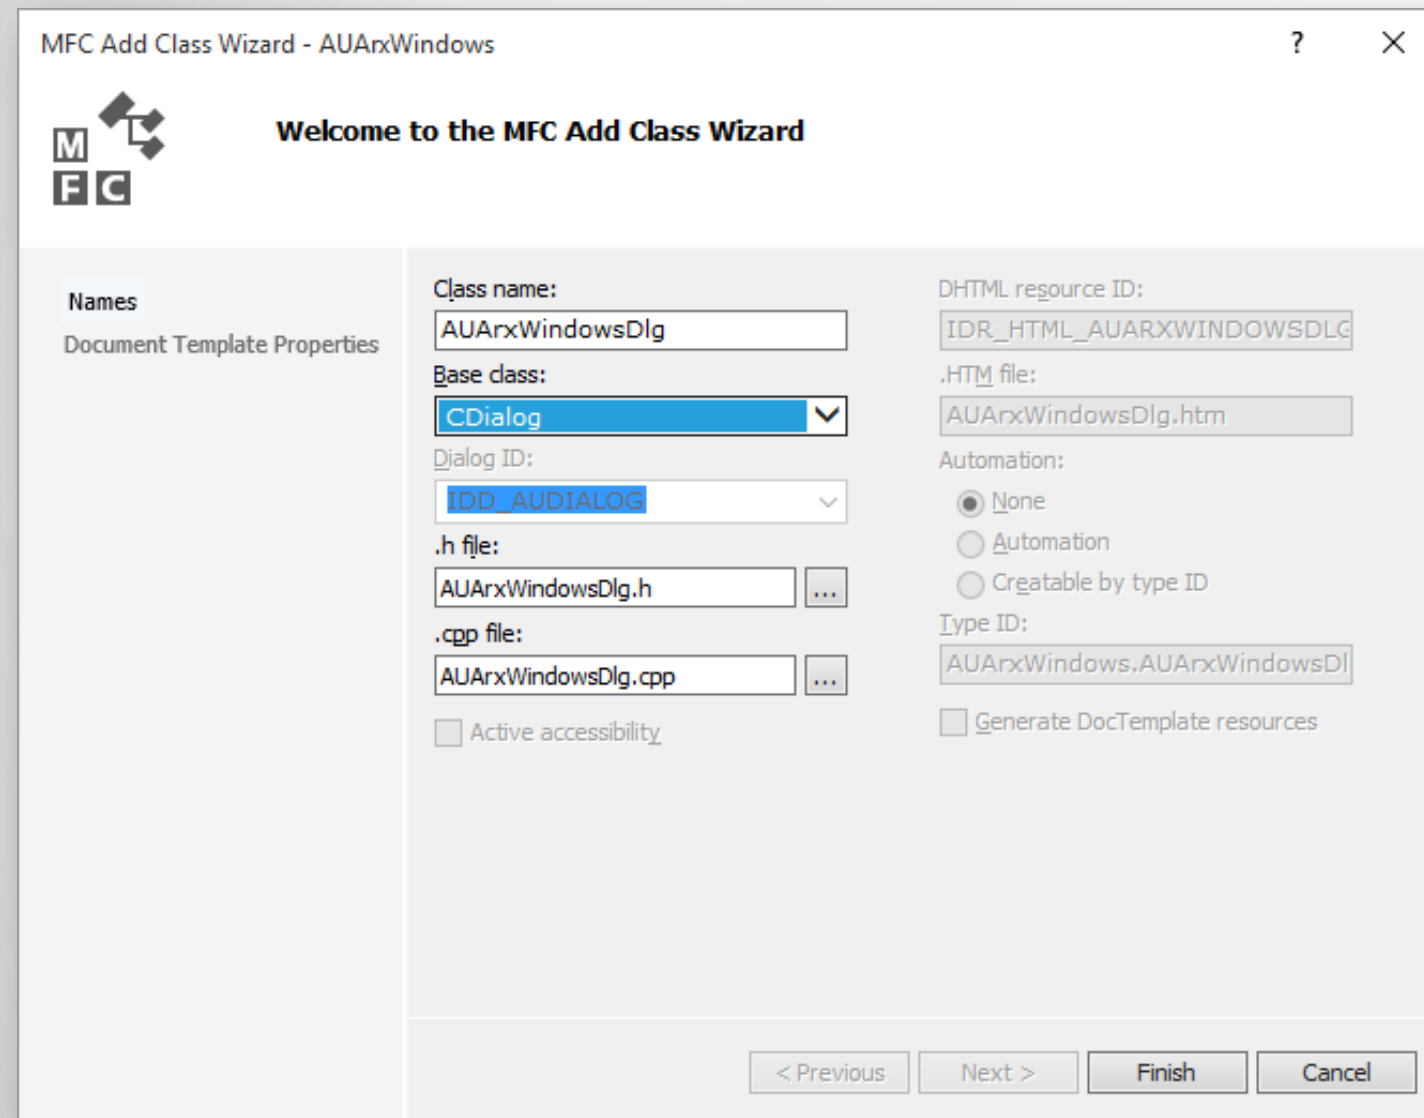 MFC Add Class Wizard - AUArxWindows
?
M
F C
Welcome to the MFC Add Class Wizard
Names
Document Template Properties
Class name:
AUArxWindowsDlg
Base class:
CDialog
Dialog ID:
IDD_AUDIALOG
.h file:
AUArxWindowsDlg.h
...
.cpp file:
AUArxWindowsDlg.cpp
...
Active accessibility
DHTML resource ID:
IDR_HTML_AUARXWINDOWSDLG
.HTM file:
AUArxWindowsDlg.htm
Automation:
None
Automation
Creatable by type ID
Type ID:
AUArxWindows.AUArxWindowsDl
Generate DocTemplate resources
< Previous
Next >
Finish
Cancel